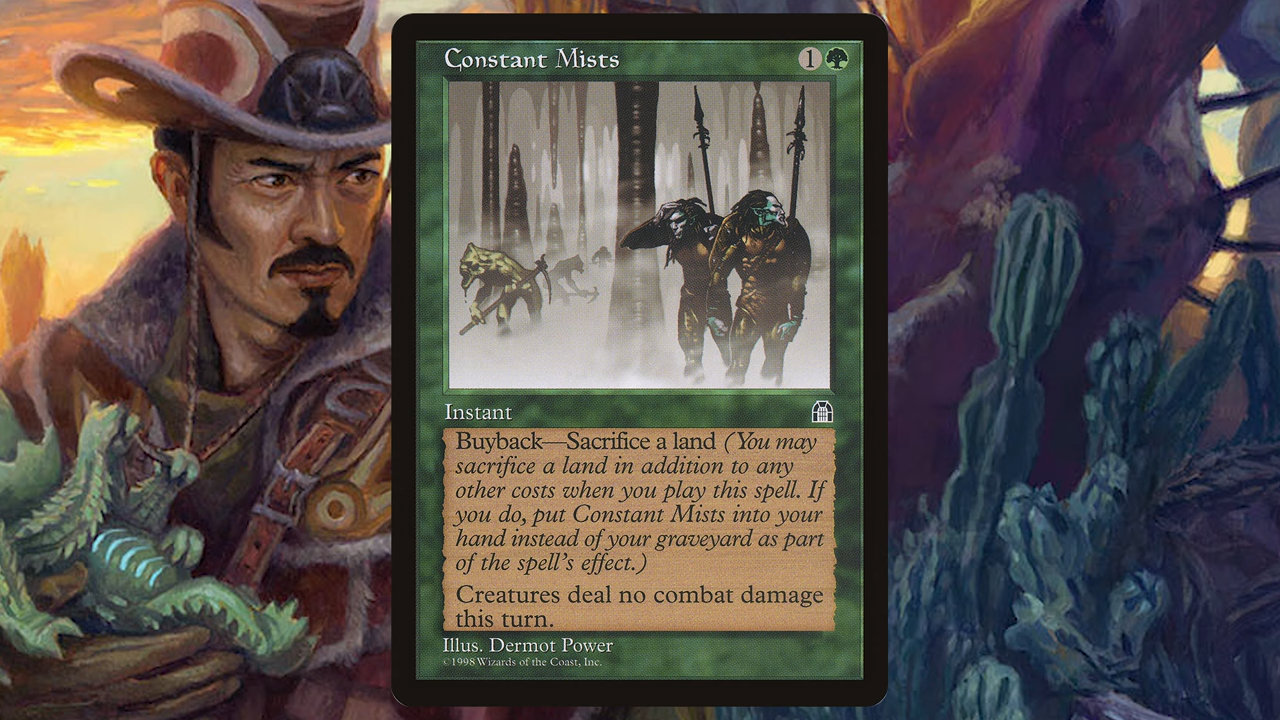 Constant Mists 1
Instant
Buyback—Sacrifice a land (You may
sacrifice a land in addition to any
other costs when you play this spell. If
you do, put Constant Mists into your
hand instead of your graveyard as part
of the spell's effect.)
Creatures deal no combat damage
this turn.
Illus. Dermot Power
©1998 Wizards of the Coast, Inc.